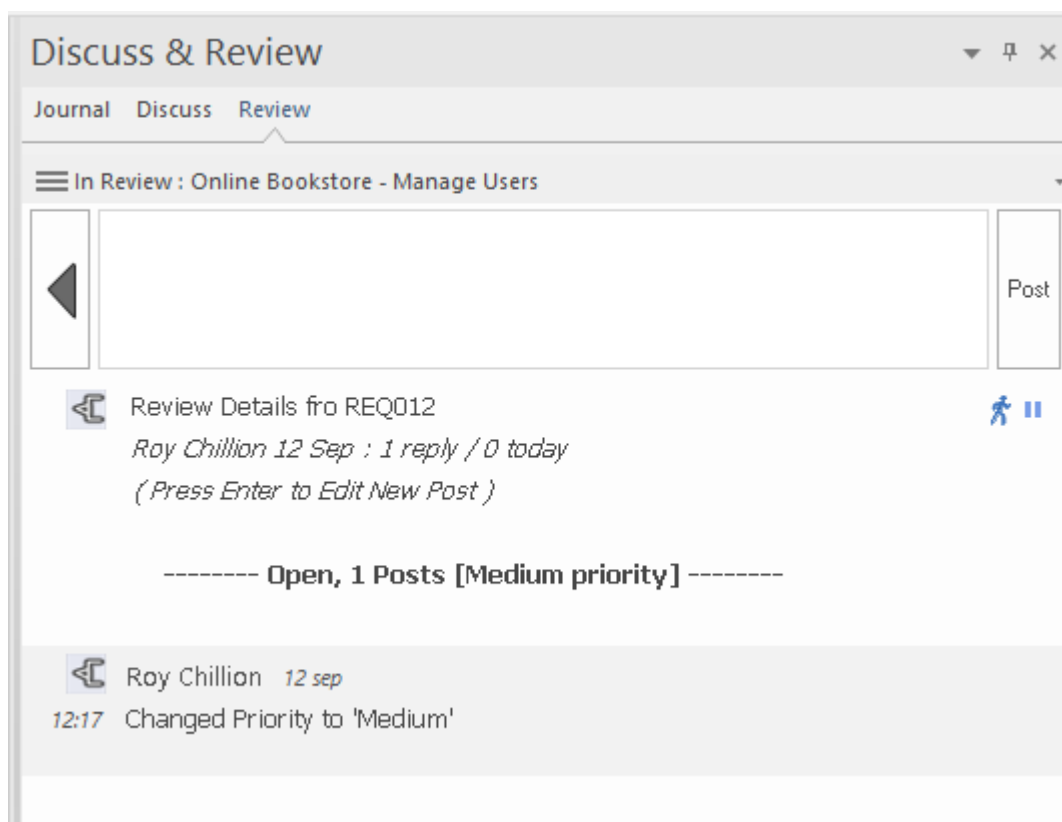 Discuss & Review
Journal Discuss Review
In Review : Online Bookstore - Manage Users
Post
Review Details fro REQ012
Roy Chillion 12 Sep : 1 reply / 0 today
( Press Enter to Edit New Post )
-------- Open, 1 Posts [Medium priority] --------
Roy Chillion 12 sep
12:17 Changed Priority to 'Medium'